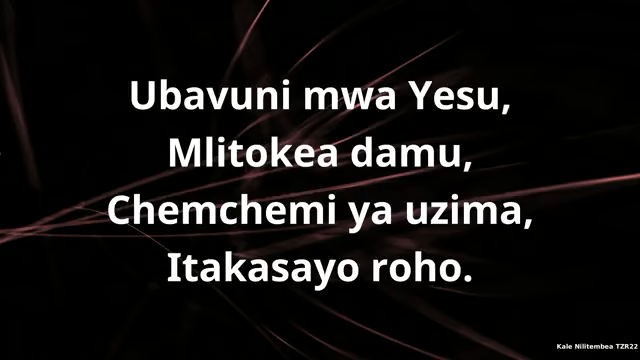 Ubavuni mwa Yesu,
Mlitokea damu,
Chemchemi ya uzima,
Itakasayo roho.
Kale Nilitembea TZR22